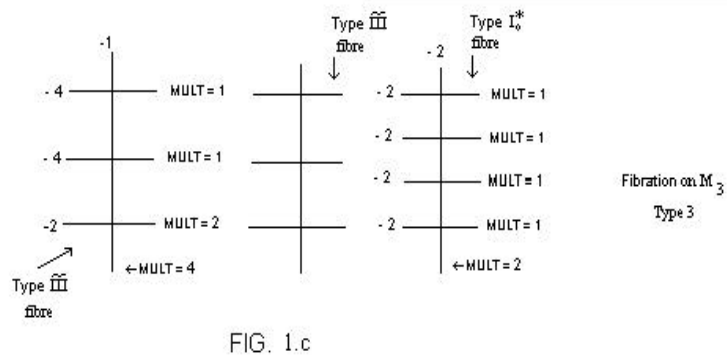 Type I͠I͠I
fibre
Type I₀*
fibre
-1
-2
-4
MULT = 1
-2
MULT = 1
-2
MULT = 1
-4
MULT = 1
-2
MULT = 1
-2
MULT = 2
-2
MULT = 1
←MULT = 4
←MULT = 2
Type I͠I͠I
fibre
Fibration on M₃
Type 3
FIG. 1.c